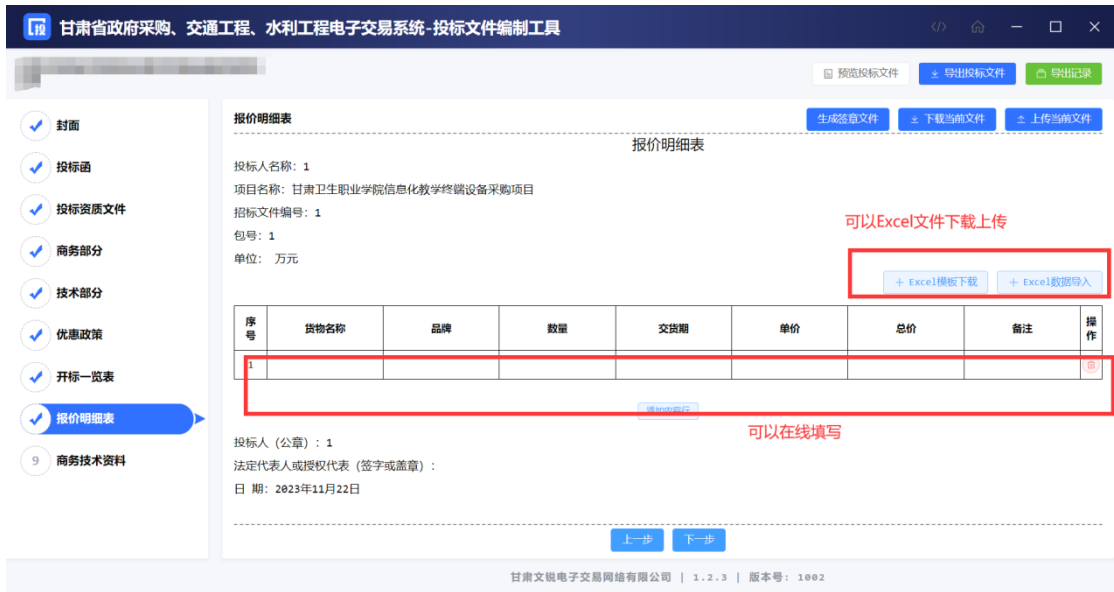 投 甘肃省政府采购、交通工程、水利工程电子交易系统-投标文件编制工具
预览投标文件 导出投标文件 导出记录
封面
投标函
投标资质文件
商务部分
技术部分
优惠政策
开标一览表
报价明细表
9 商务技术资料
报价明细表 生成签章文件 下载当前文件 上传当前文件
报价明细表
投标人名称: 1
项目名称: 甘肃卫生职业学院信息化教学终端设备采购项目
招标文件编号: 1
包号: 1
单位: 万元
可以Excel文件下载上传
+ Excel模板下载 + Excel数据导入
序号 货物名称 品牌 数量 交货期 单价 总价 备注 操作
1
可以在线填写
投标人 (公章) : 1
法定代表人或授权代表 (签字或盖章) :
日 期: 2023年11月22日
上一步 下一步
甘肃文锐电子交易网络有限公司 | 1.2.3 | 版本号: 1002